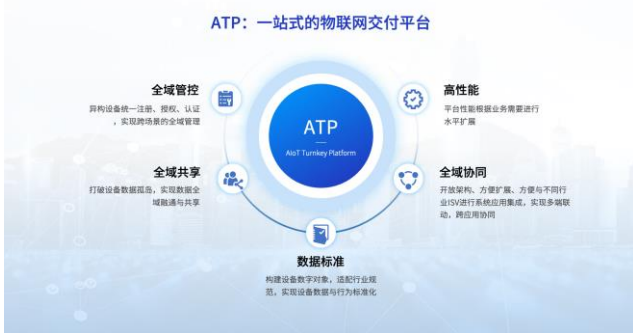 ATP：一站式的物联网交付平台
全域管控
异构设备统一注册、授权、认证
，实现跨场景的全域管理
高性能
平台性能根据业务需要进行
水平扩展
ATP
AIoT Turnkey Platform
全域共享
打破设备数据孤岛，实现数据全
域融通与共享
全域协同
开放架构、方便扩展、方便与不同行
业ISV进行系统应用集成，实现多端联
动，跨应用协同
数据标准
构建设备数字对象，适配行业规
范，实现设备数据与行为标准化